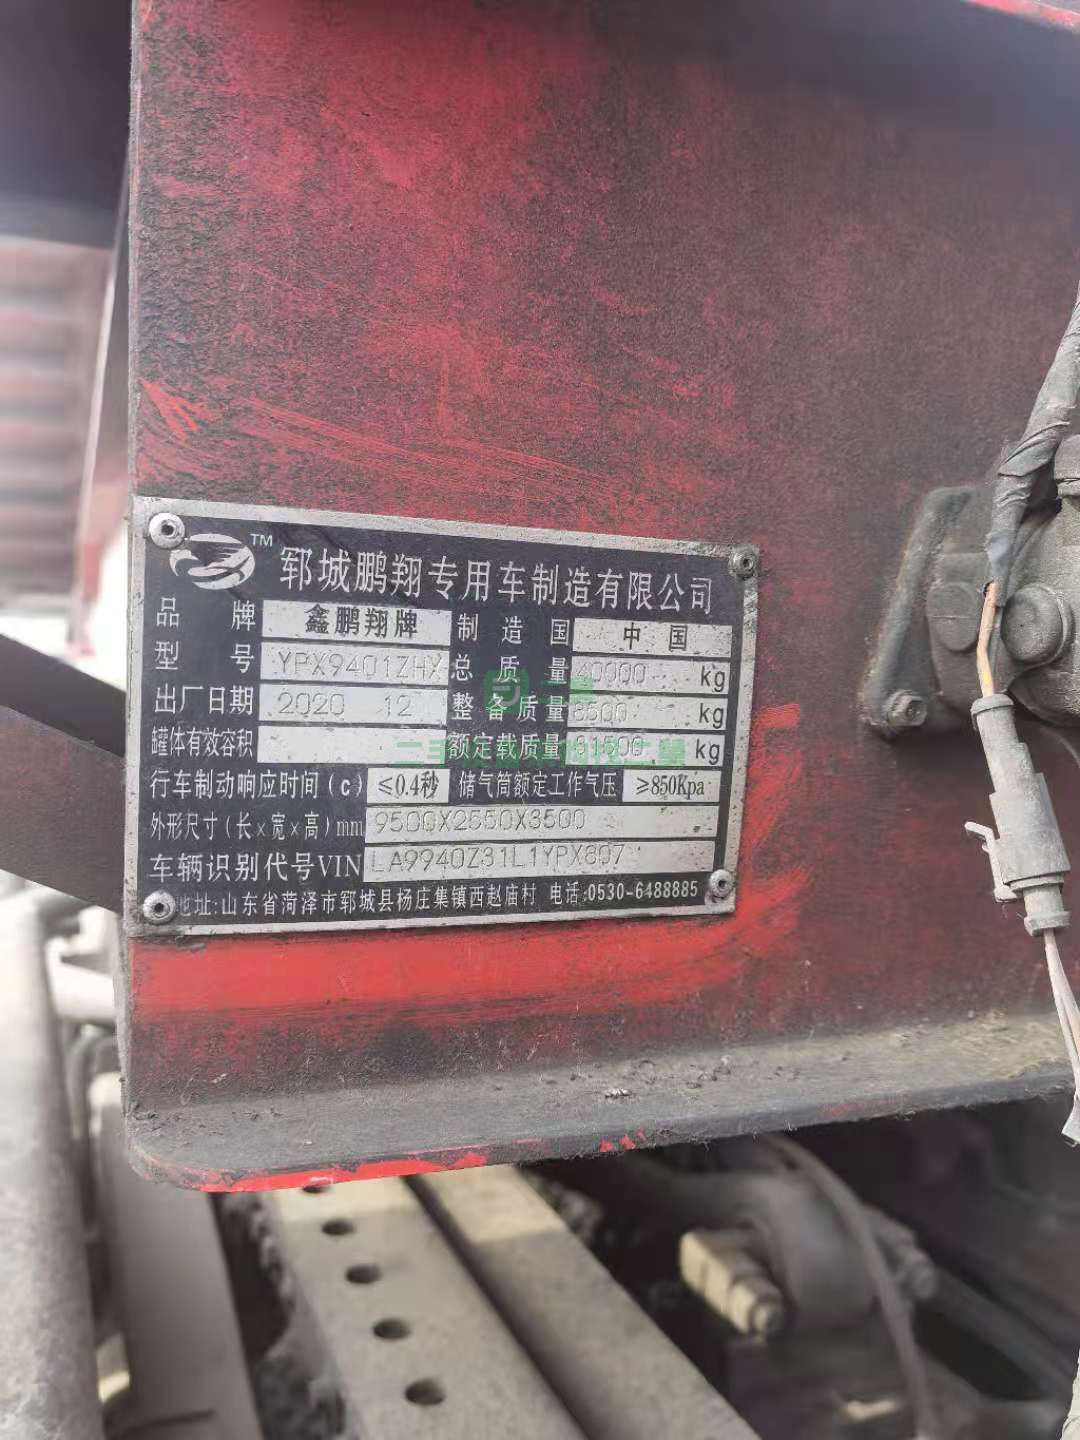 TM 郓城鹏翔专用车制造有限公司
品 牌 鑫鹏翔牌 制 造 国 中 国
型 号 YPX9401ZHX 总 质 量 40000 kg
出厂日期 2020 12 整备质量 8500 kg
罐体有效容积 额定载质量 31500 kg
行车制动响应时间(c) ≤0.4秒 储气筒额定工作气压 ≥850Kpa
外形尺寸(长×宽×高)mm 9500X2550X3500
车辆识别代号VIN LA9940Z31L1YPX807
地址:山东省菏泽市郓城县杨庄集镇西赵庙村 电话:0530-6488885